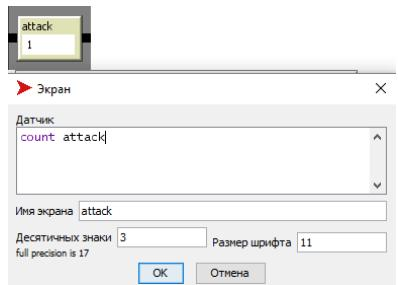 attack
1
Экран
Датчик
count attack
Имя экрана attack
Десятичных знаки 3
full precision is 17
Размер шрифта 11
OK Отмена